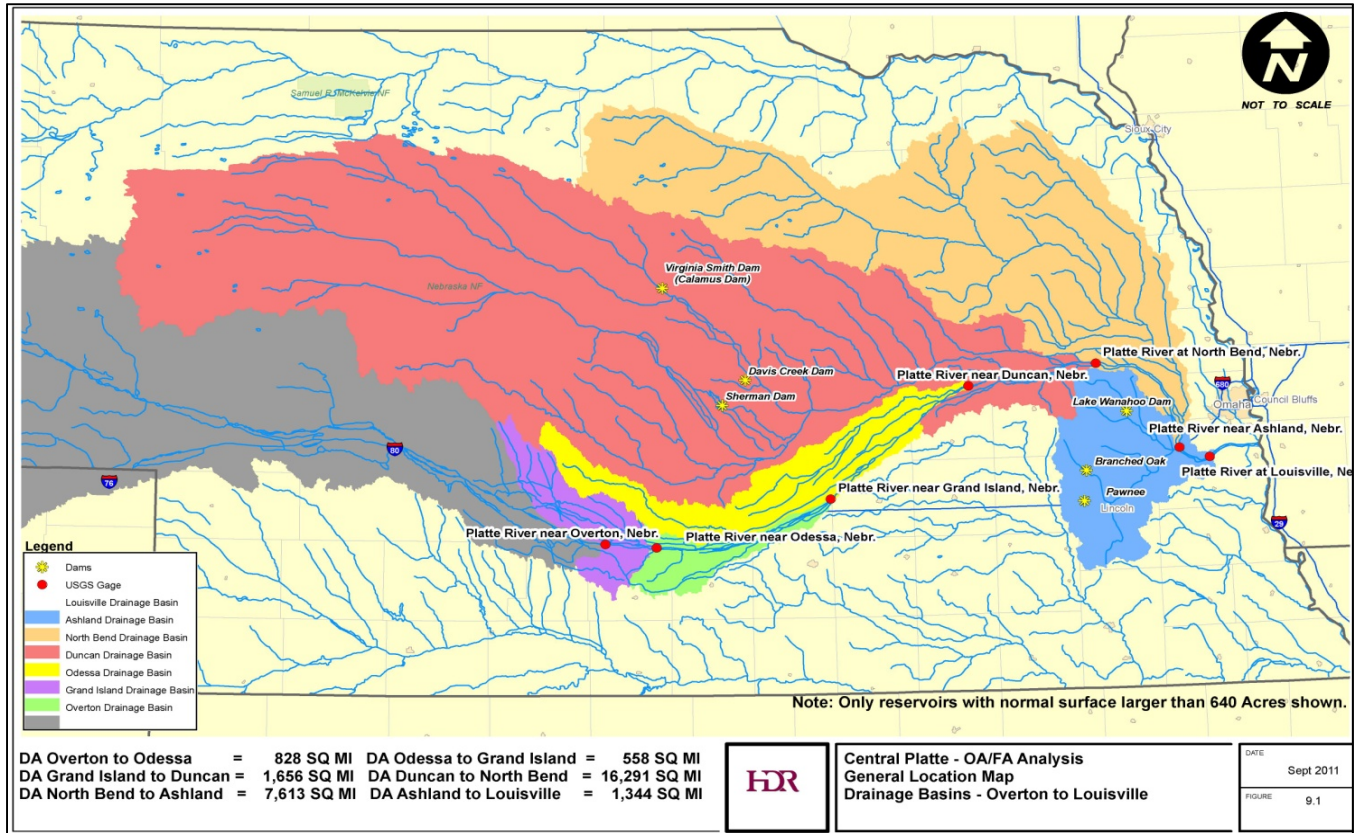 N
NOT TO SCALE
Samuel R. McKelvie NF
Sioux City
Virginia Smith Dam
(Calamus Dam)
Nebraska NF
Platte River at North Bend, Nebr.
Davis Creek Dam
Platte River near Duncan, Nebr.
680
Sherman Dam
Lake Wanahoo Dam
Omaha
Council Bluffs
Platte River near Ashland, Nebr.
80
Branched Oak
Platte River at Louisville, Ne
76
Platte River near Grand Island, Nebr.
Pawnee
Lincoln
29
Platte River near Overton, Nebr.
Platte River near Odessa, Nebr.
Legend
Dams
USGS Gage
Louisville Drainage Basin
Ashland Drainage Basin
North Bend Drainage Basin
Duncan Drainage Basin
Odessa Drainage Basin
Grand Island Drainage Basin
Overton Drainage Basin
Note: Only reservoirs with normal surface larger than 640 Acres shown.
DA Overton to Odessa = 828 SQ MI DA Odessa to Grand Island = 558 SQ MI
DA Grand Island to Duncan = 1,656 SQ MI DA Duncan to North Bend = 16,291 SQ MI
DA North Bend to Ashland = 7,613 SQ MI DA Ashland to Louisville = 1,344 SQ MI
HDR
Central Platte - OA/FA Analysis
General Location Map
Drainage Basins - Overton to Louisville
DATE
Sept 2011
FIGURE
9.1